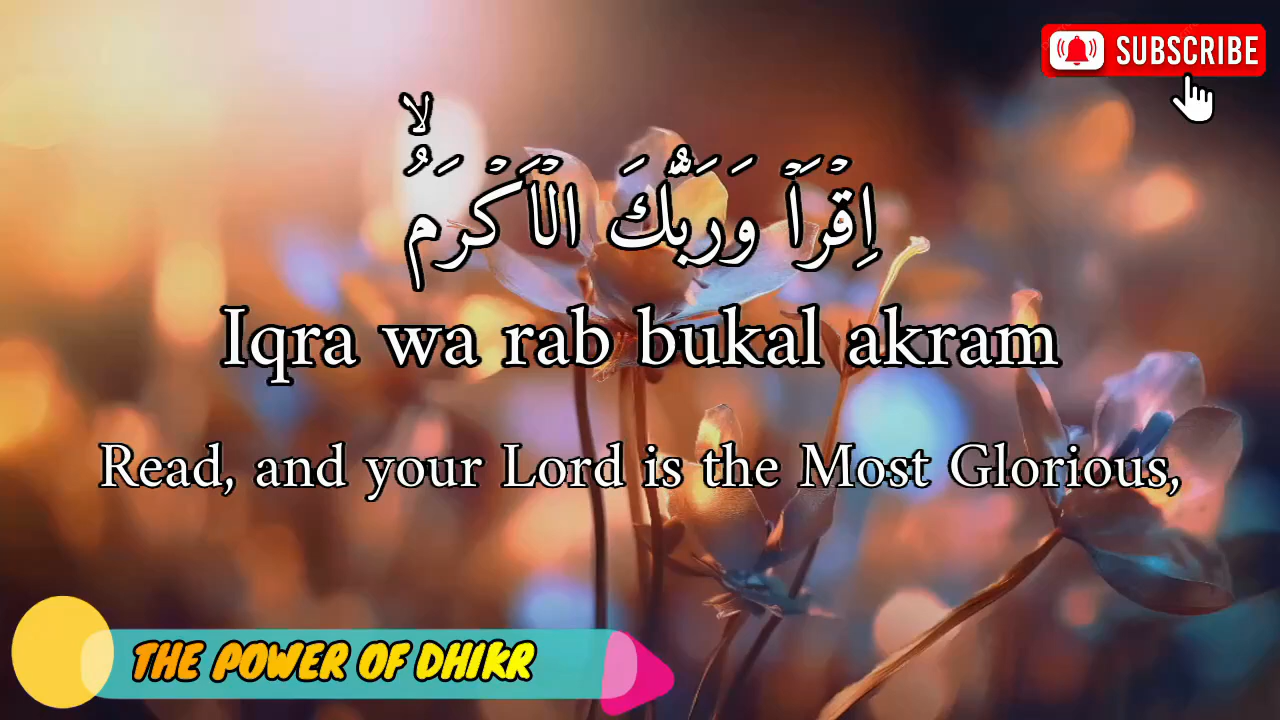 SUBSCRIBE
اِقۡرَاۡ وَرَبُّكَ الۡاَكۡرَمُۙ
Iqra wa rab bukal akram
Read, and your Lord is the Most Glorious,
THE POWER OF DHIKR